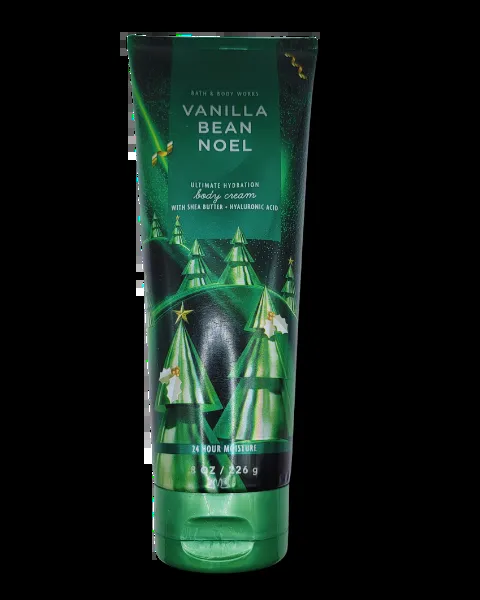 BATH & BODY WORKS
VANILLA
BEAN
NOEL
ULTIMATE HYDRATION
body cream
WITH SHEA BUTTER + HYALURONIC ACID
24 HOUR MOISTURE
8 OZ / 226 g